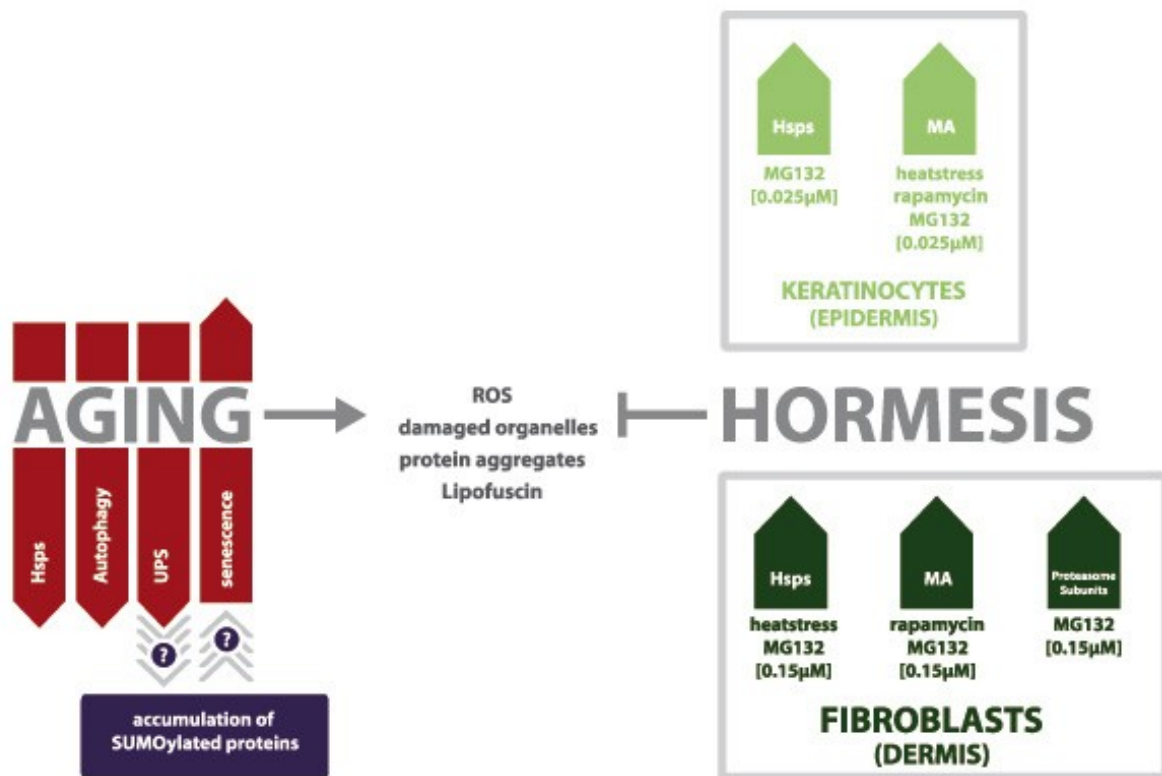 Hsps
MA
MG132
[0.025µM]
heatstress
rapamycin
MG132
[0.025µM]
KERATINOCYTES
(EPIDERMIS)
AGING
ROS
damaged organelles
protein aggregates
Lipofuscin
HORMESIS
Hsps
Autophagy
UPS
senescence
?
?
accumulation of
SUMOylated proteins
Hsps
MA
Proteasome
Subunits
heatstress
MG132
[0.15µM]
rapamycin
MG132
[0.15µM]
MG132
[0.15µM]
FIBROBLASTS
(DERMIS)